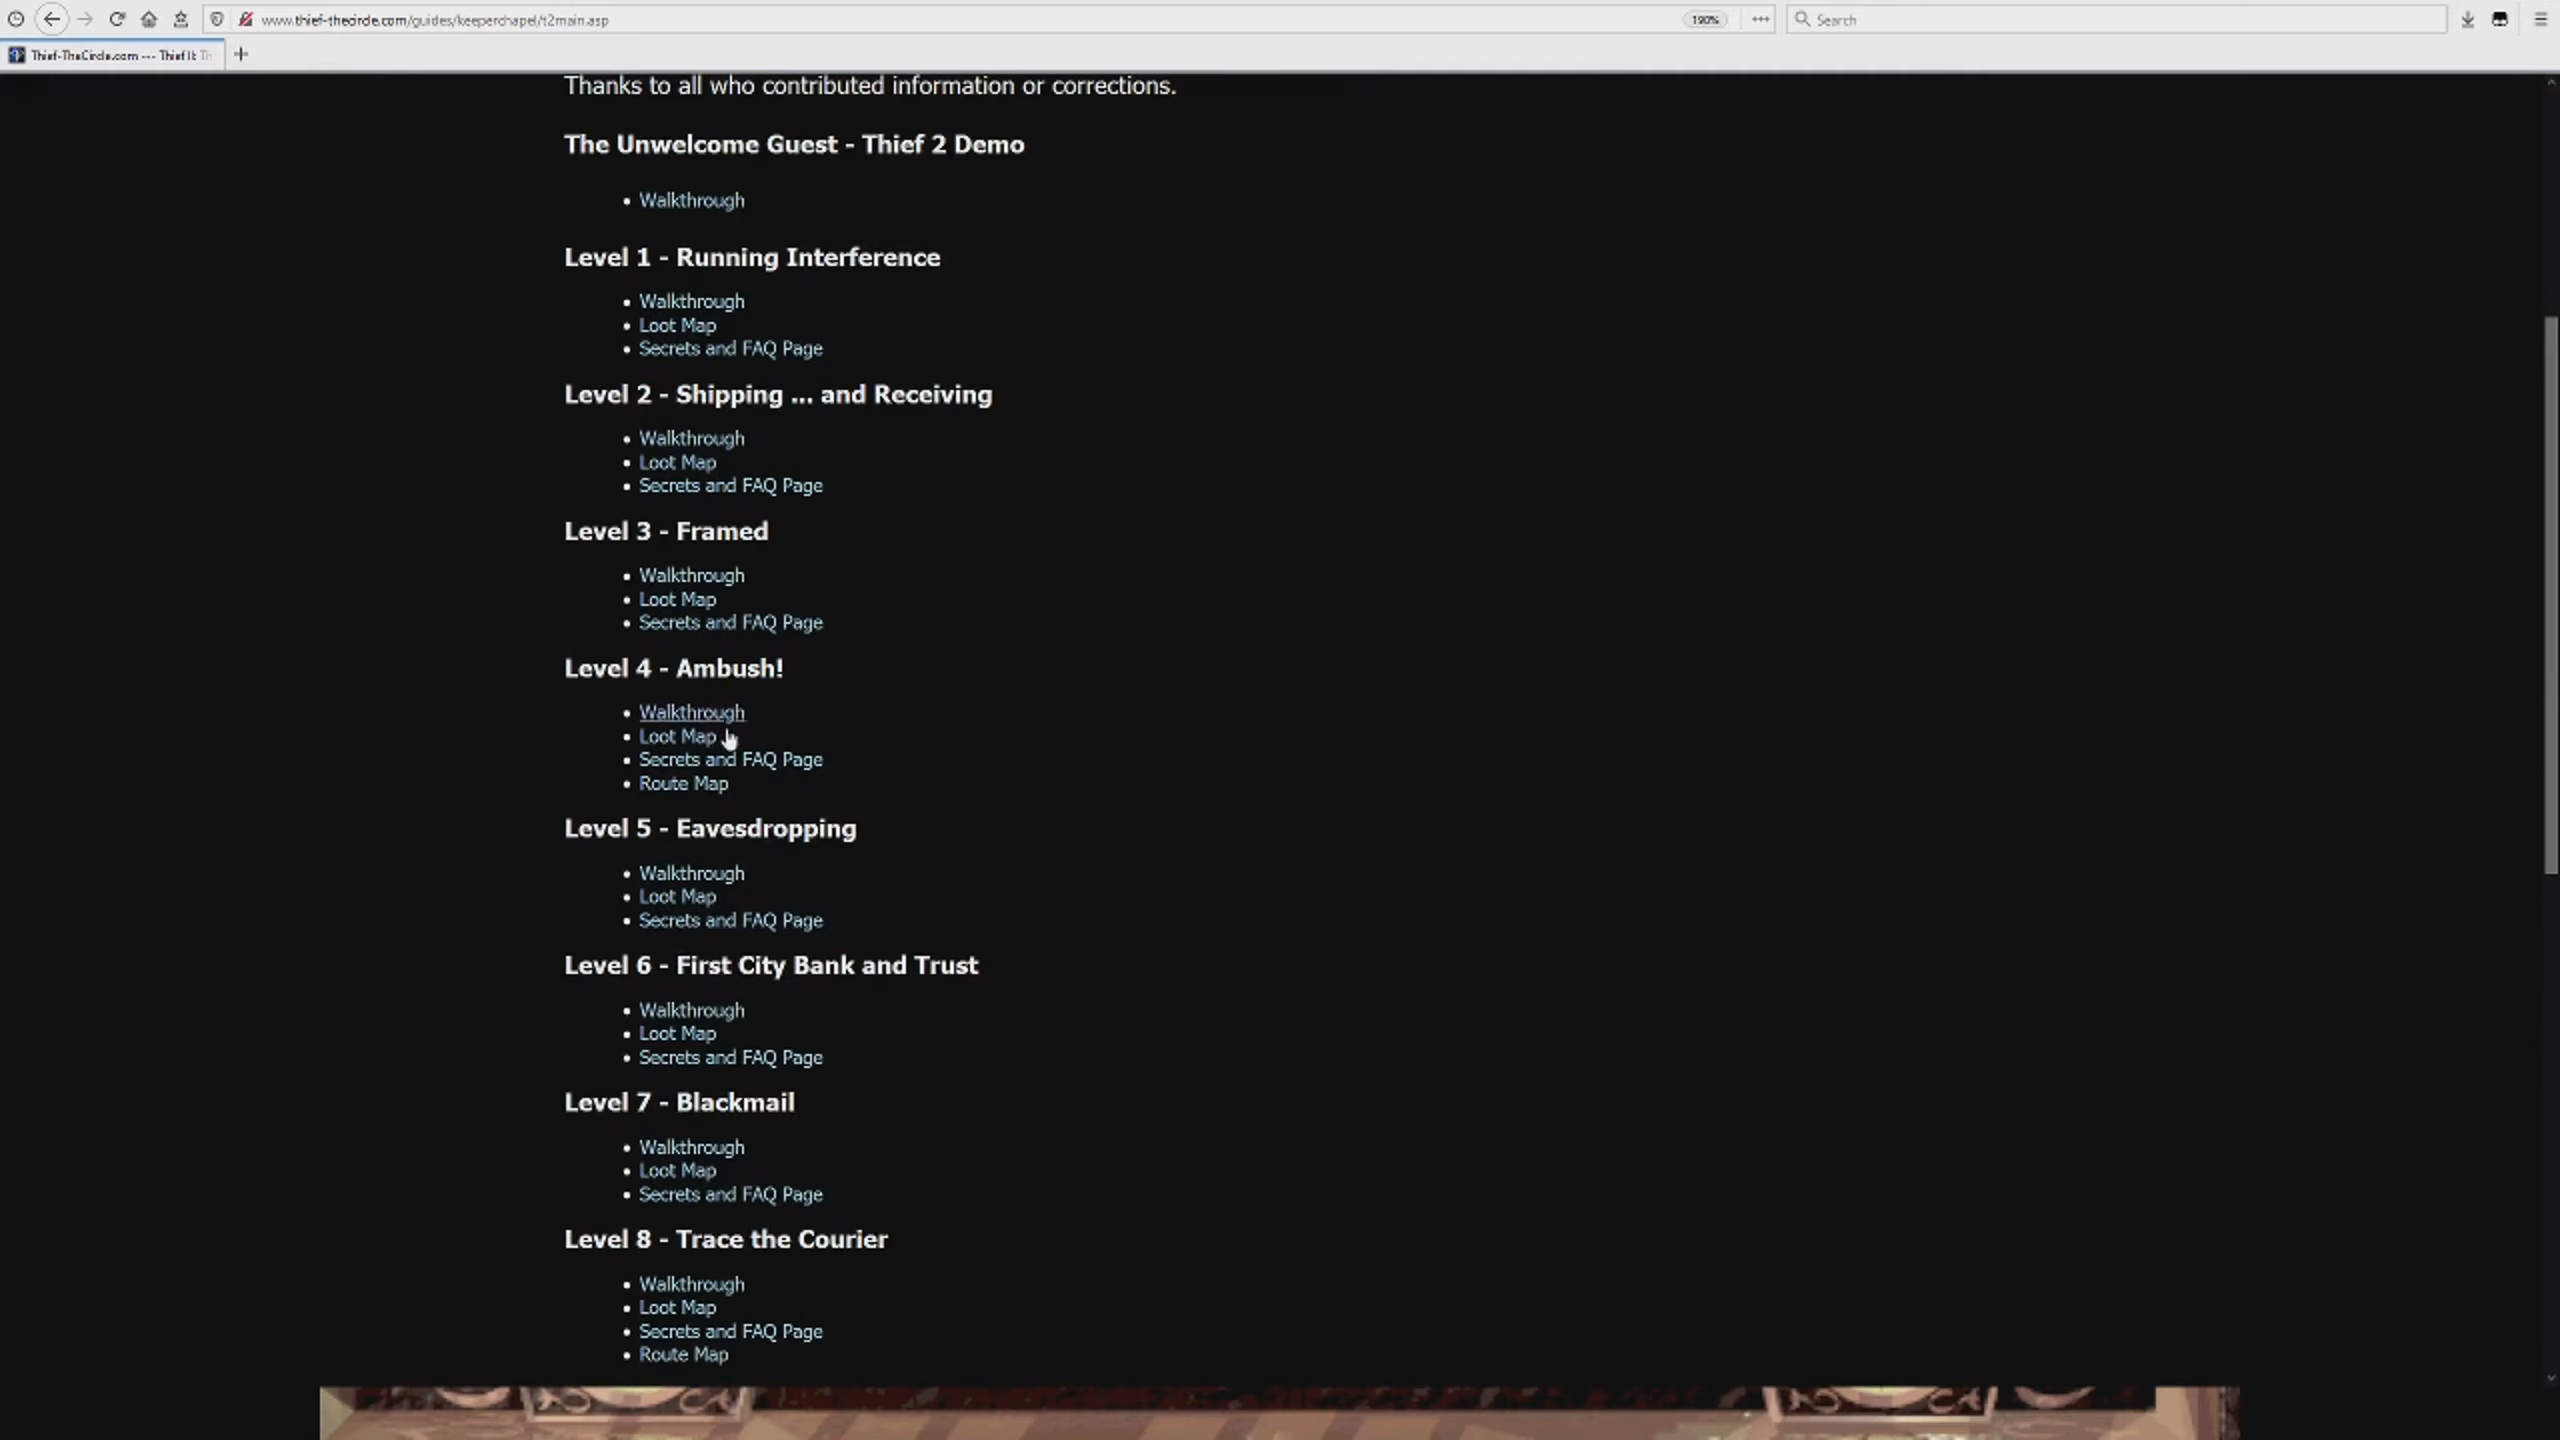 www.thief-thecircle.com/guides/keeperchapel/t2main.asp
190%
Search
Thief-TheCircle.com --- Thief II: Th
Thanks to all who contributed information or corrections.
The Unwelcome Guest - Thief 2 Demo
• Walkthrough
Level 1 - Running Interference
• Walkthrough
• Loot Map
• Secrets and FAQ Page
Level 2 - Shipping ... and Receiving
• Walkthrough
• Loot Map
• Secrets and FAQ Page
Level 3 - Framed
• Walkthrough
• Loot Map
• Secrets and FAQ Page
Level 4 - Ambush!
• Walkthrough
• Loot Map
• Secrets and FAQ Page
• Route Map
Level 5 - Eavesdropping
• Walkthrough
• Loot Map
• Secrets and FAQ Page
Level 6 - First City Bank and Trust
• Walkthrough
• Loot Map
• Secrets and FAQ Page
Level 7 - Blackmail
• Walkthrough
• Loot Map
• Secrets and FAQ Page
Level 8 - Trace the Courier
• Walkthrough
• Loot Map
• Secrets and FAQ Page
• Route Map